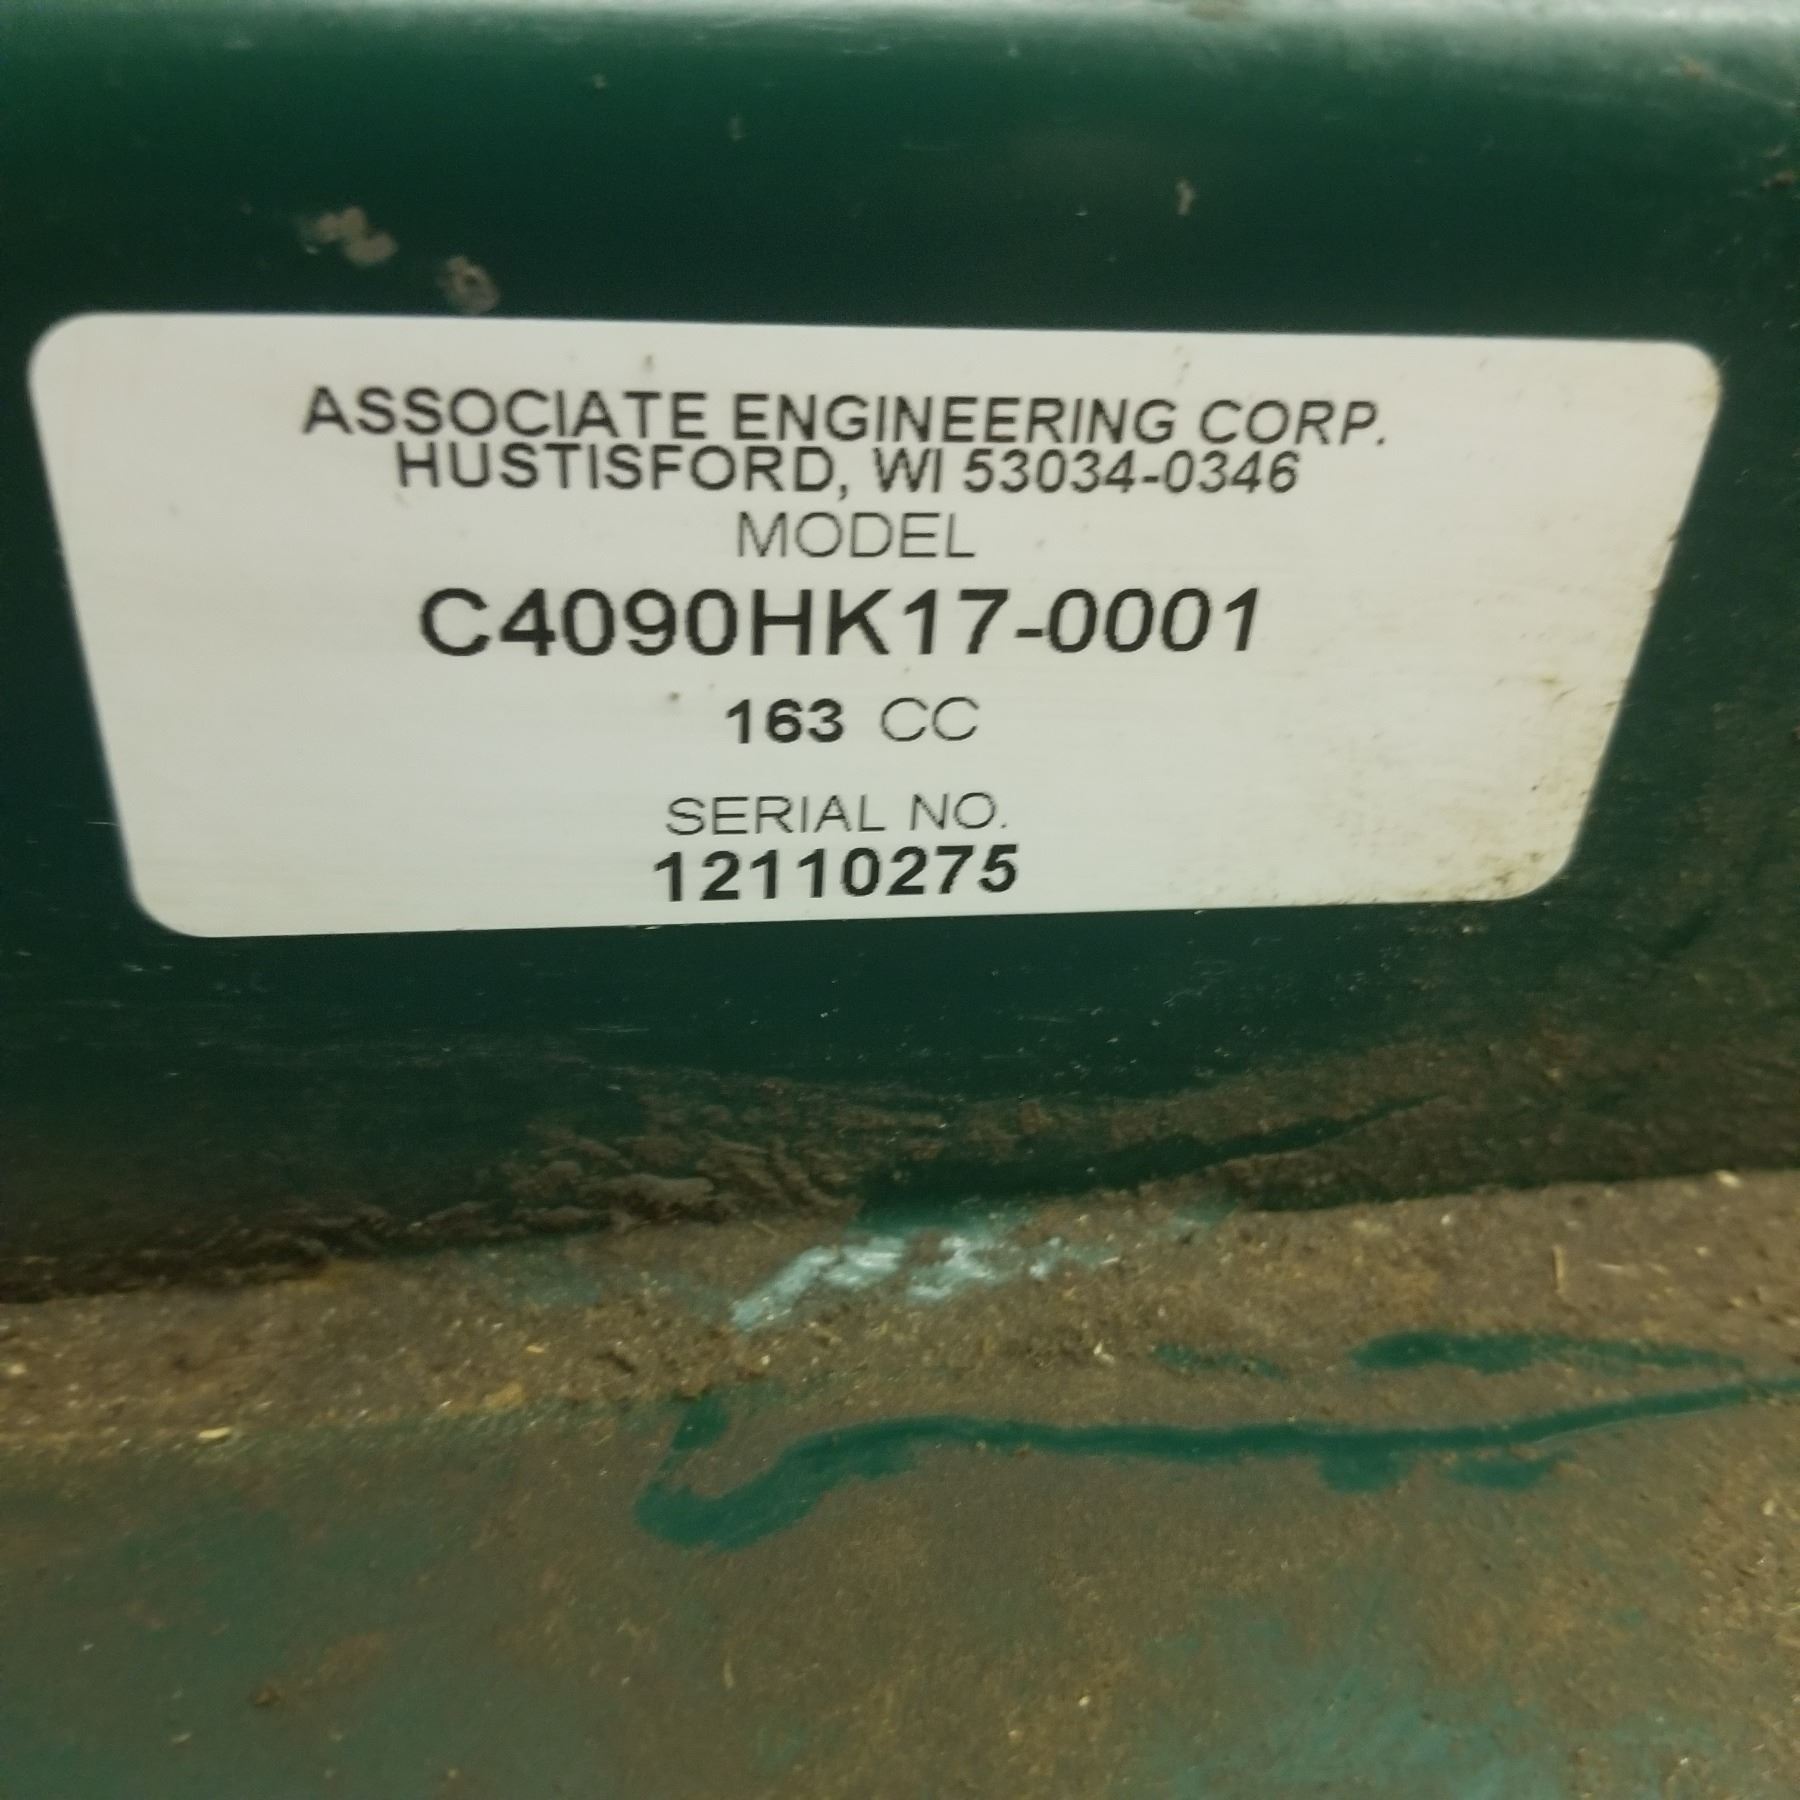 ASSOCIATE ENGINEERING CORP.
HUSTISFORD, WI 53034-0346
MODEL
C4090HK17-0001
163 CC
SERIAL NO.
12110275